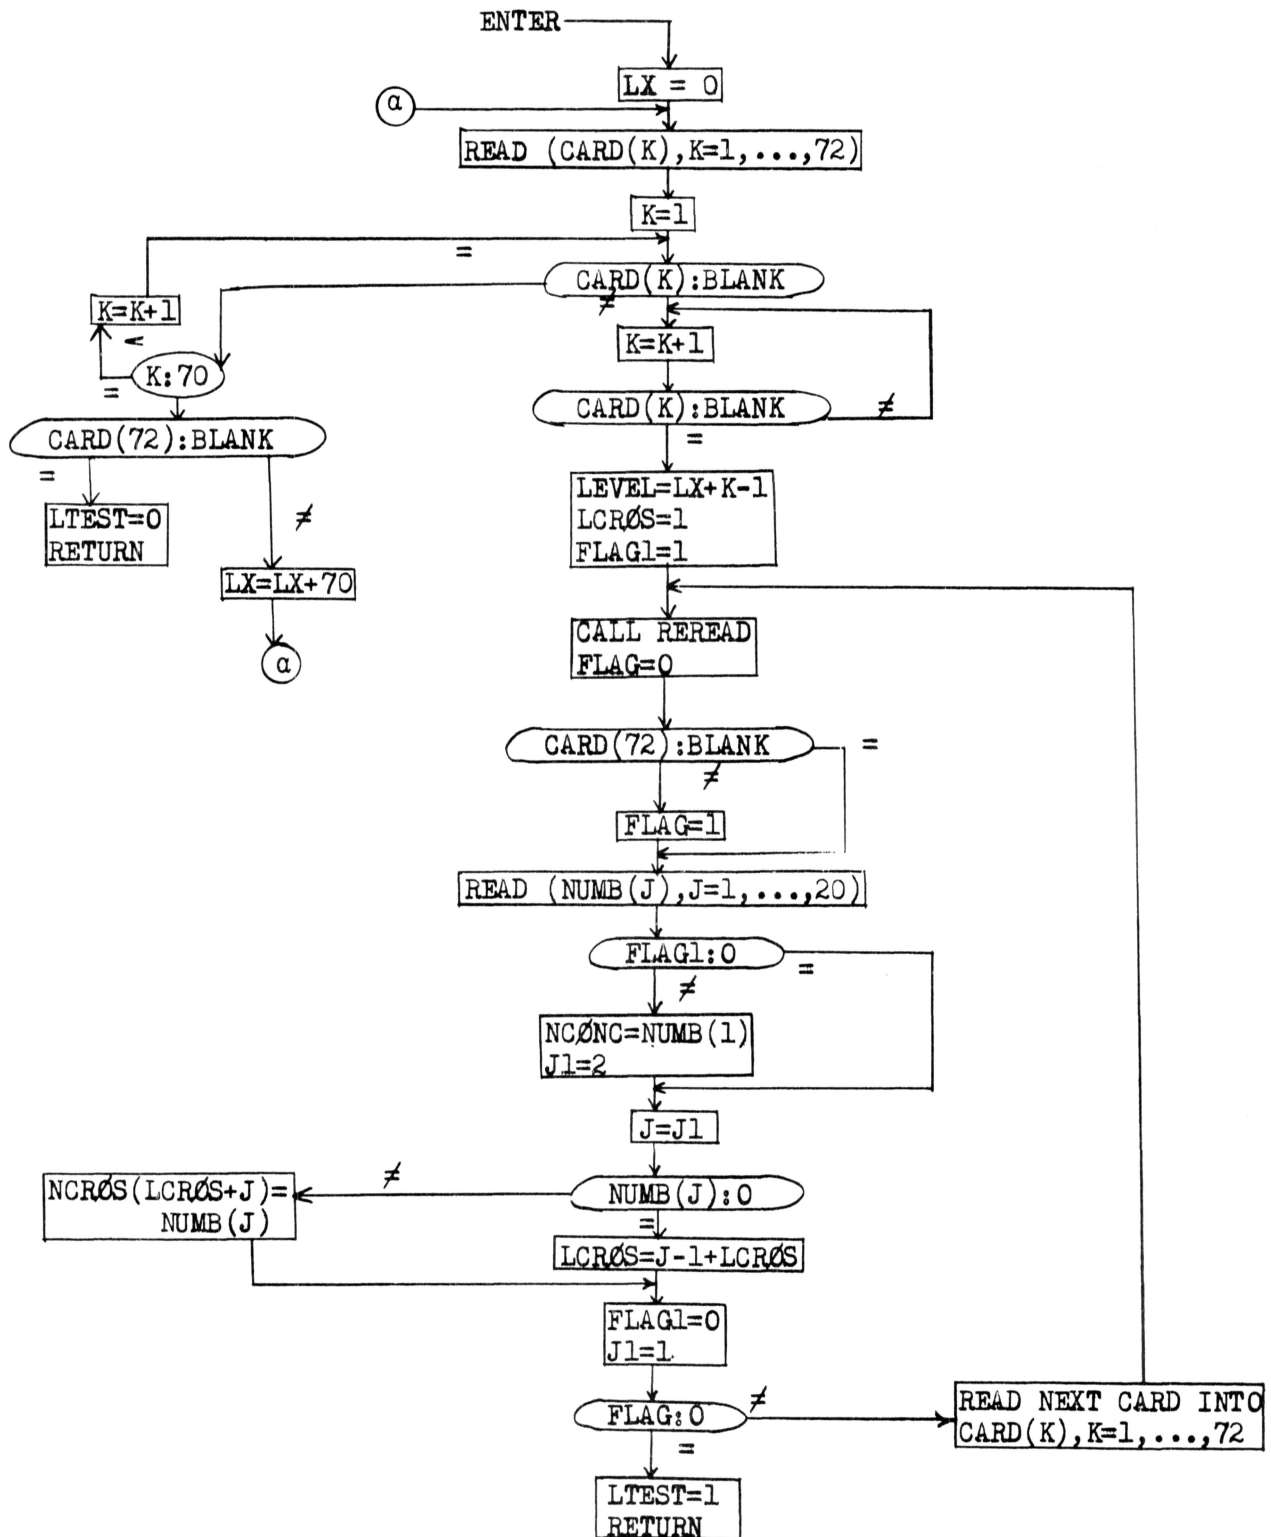 ENTER
LX = 0
α
READ (CARD(K),K=1,...,72)
K=1
=
CARD(K):BLANK
≠
K=K+1
<
K=K+1
K:70
=
CARD(K):BLANK
≠
=
CARD(72):BLANK
=
≠
LTEST=0
RETURN
LX=LX+70
α
LEVEL=LX+K-1
LCRØS=1
FLAG1=1
CALL REREAD
FLAG=0
CARD(72):BLANK
=
≠
FLAG=1
READ (NUMB(J),J=1,...,20)
FLAG1:0
=
≠
NCØNC=NUMB(1)
J1=2
J=J1
NUMB(J):0
≠
=
NCRØS(LCRØS+J)=
NUMB(J)
LCRØS=J-1+LCRØS
FLAG1=0
J1=1
FLAG:0
≠
=
READ NEXT CARD INTO
CARD(K),K=1,...,72
LTEST=1
RETURN